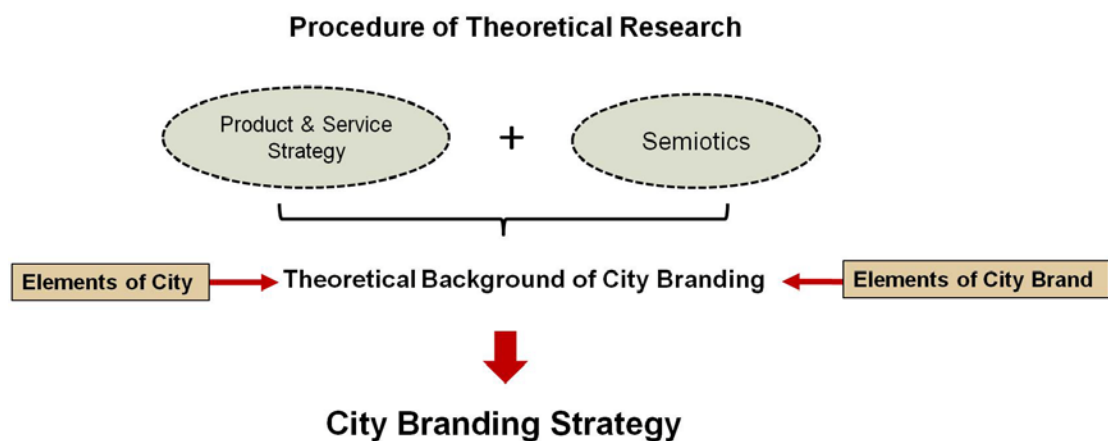 Procedure of Theoretical Research
Product & Service
Strategy
+
Semiotics
Elements of City
Theoretical Background of City Branding
Elements of City Brand
City Branding Strategy